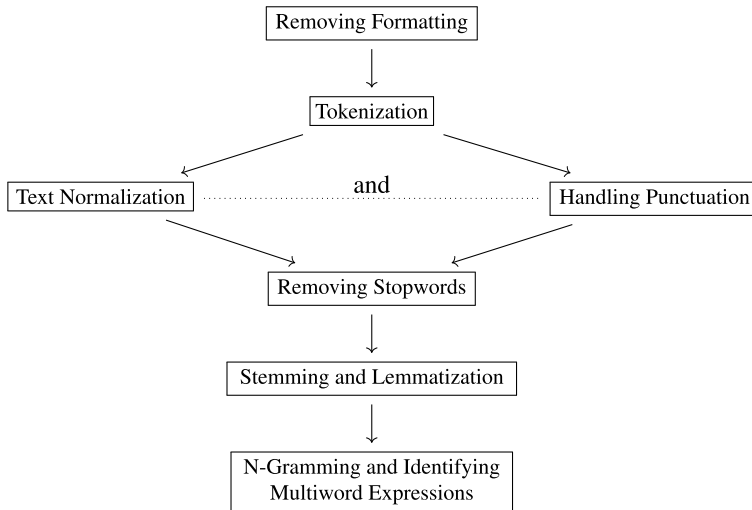 Removing Formatting
Tokenization
Text Normalization
and
Handling Punctuation
Removing Stopwords
Stemming and Lemmatization
N-Gramming and Identifying
Multiword Expressions